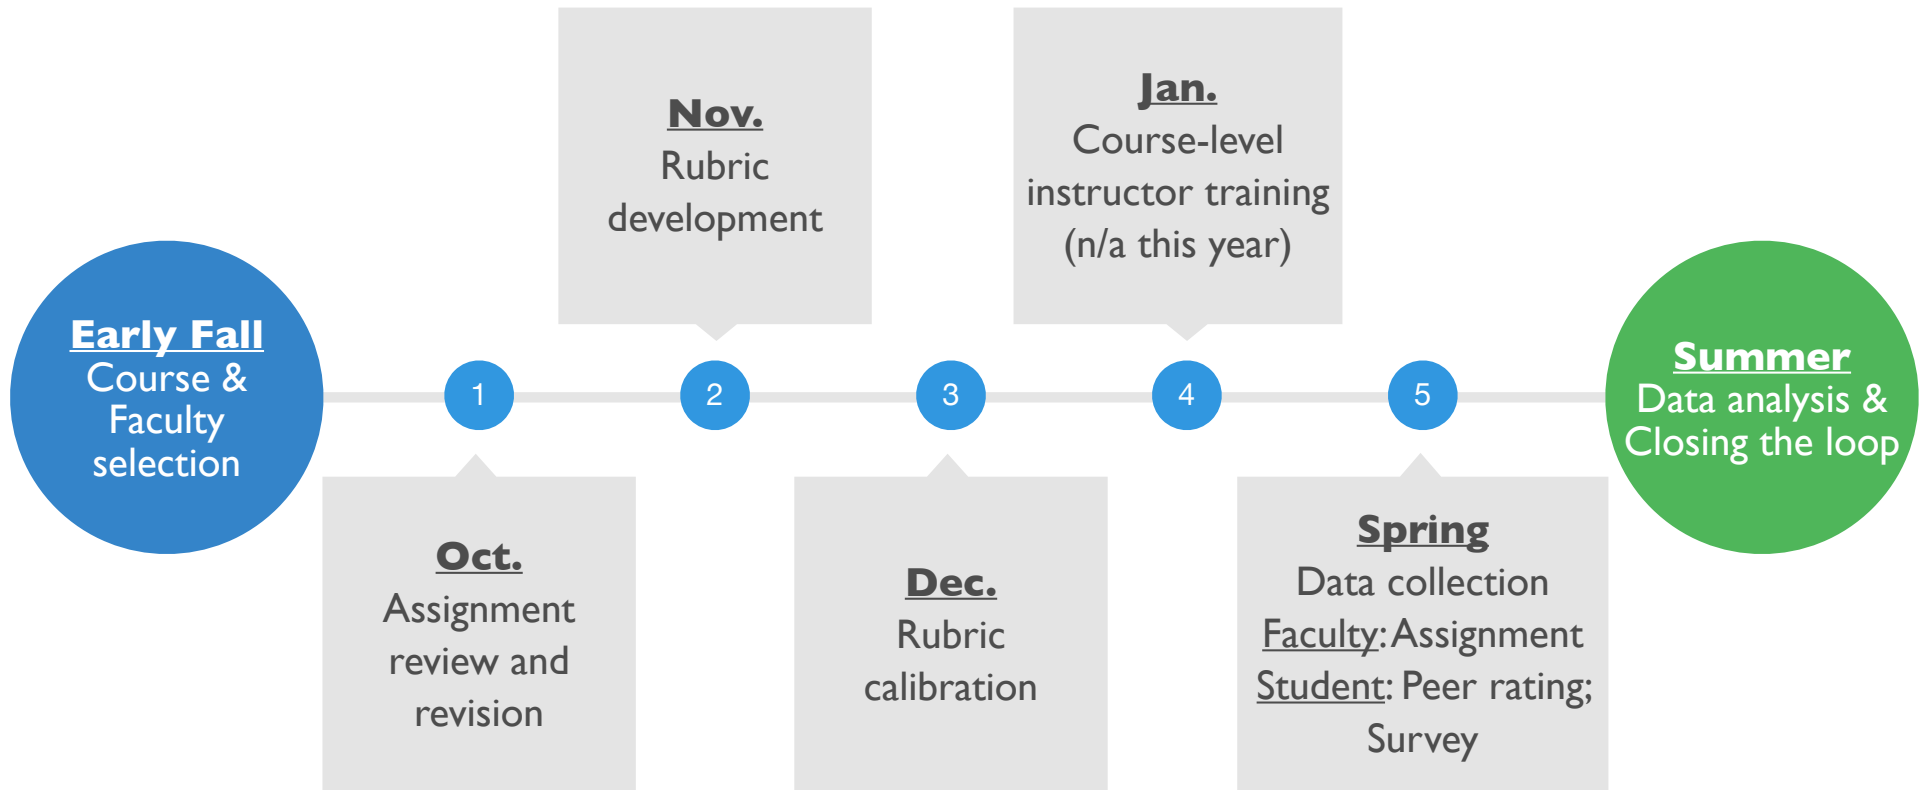 Early Fall
Course &
Faculty
selection
1
Oct.
Assignment
review and
revision
Nov.
Rubric
development
2
3
Dec.
Rubric
calibration
Jan.
Course-level
instructor training
(n/a this year)
4
5
Spring
Data collection
Faculty: Assignment
Student: Peer rating;
Survey
Summer
Data analysis &
Closing the loop